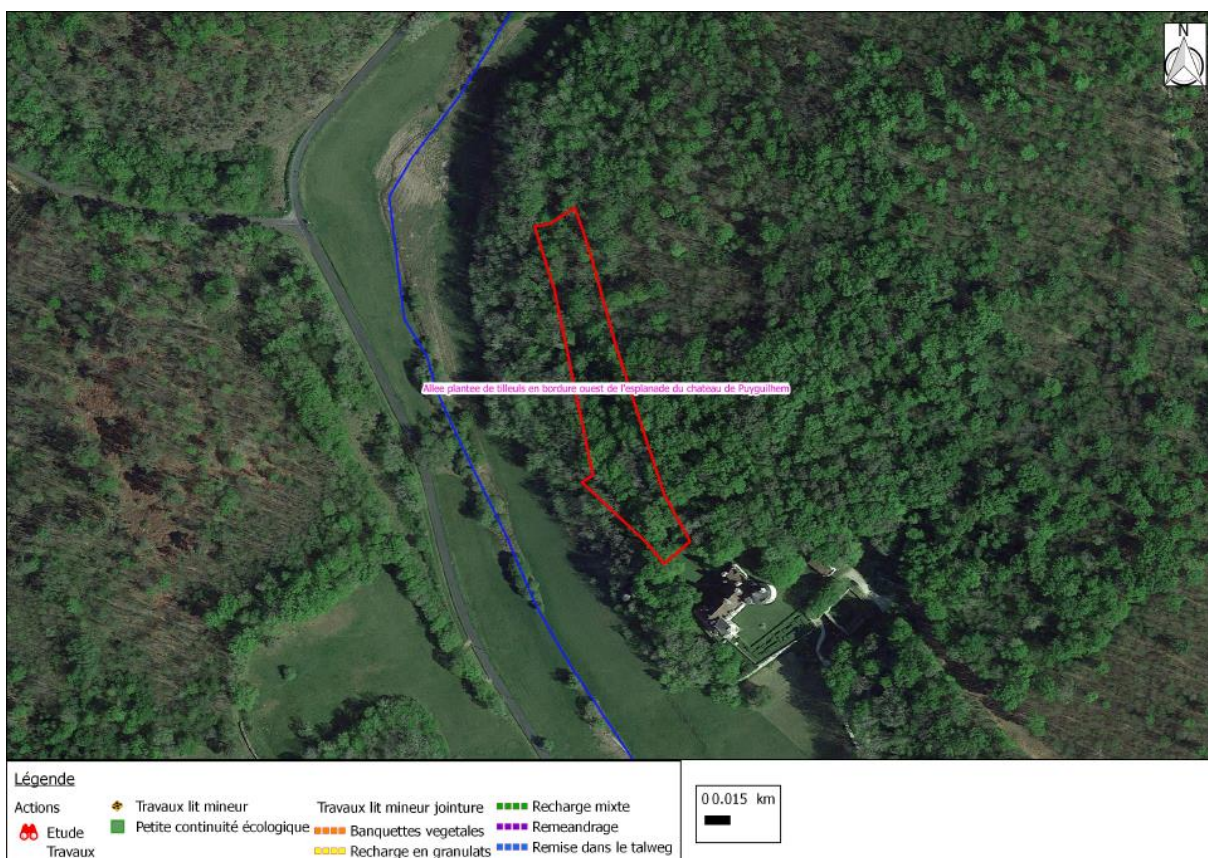 N
Allee plantee de tilleuls en bordure ouest de l'esplanade du chateau de Puyguilhem
Légende
Actions
Etude
Travaux
Travaux lit mineur
Petite continuité écologique
Travaux lit mineur jointure
Banquettes vegetales
Recharge en granulats
Recharge mixte
Remeandrage
Remise dans le talweg
0 0.015 km